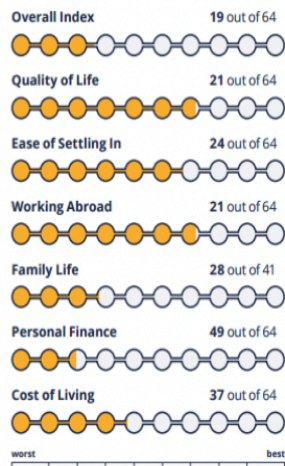 Overall Index 19 out of 64
Quality of Life 21 out of 64
Ease of Settling In 24 out of 64
Working Abroad 21 out of 64
Family Life 28 out of 41
Personal Finance 49 out of 64
Cost of Living 37 out of 64
worst best